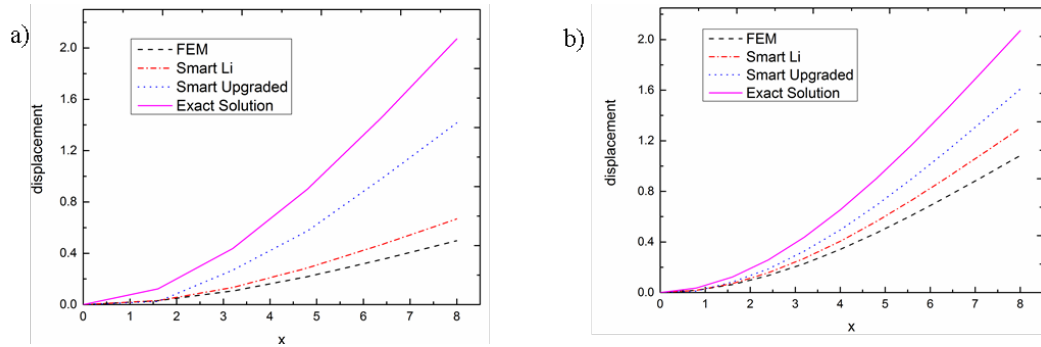 a)
2.0
1.6
1.2
0.8
0.4
0.0
displacement
FEM
Smart Li
Smart Upgraded
Exact Solution
0 1 2 3 4 5 6 7 8
x
b)
2.0
1.6
1.2
0.8
0.4
0.0
displacement
FEM
Smart Li
Smart Upgraded
Exact Solution
0 1 2 3 4 5 6 7 8
x